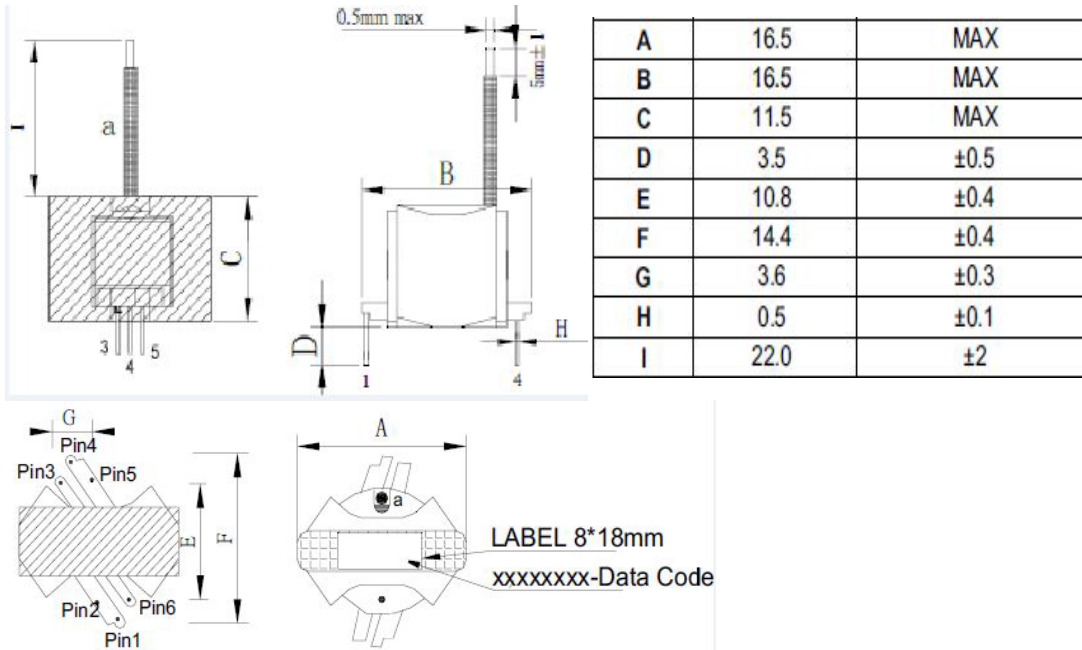 0.5mm max
5mm±1
I
a
B
C
3
4
5
D
H
1
4
A 16.5 MAX
B 16.5 MAX
C 11.5 MAX
D 3.5 ±0.5
E 10.8 ±0.4
F 14.4 ±0.4
G 3.6 ±0.3
H 0.5 ±0.1
I 22.0 ±2
G
Pin4
Pin3
Pin5
E
F
Pin2
Pin6
Pin1
A
a
LABEL 8*18mm
xxxxxxxx-Data Code